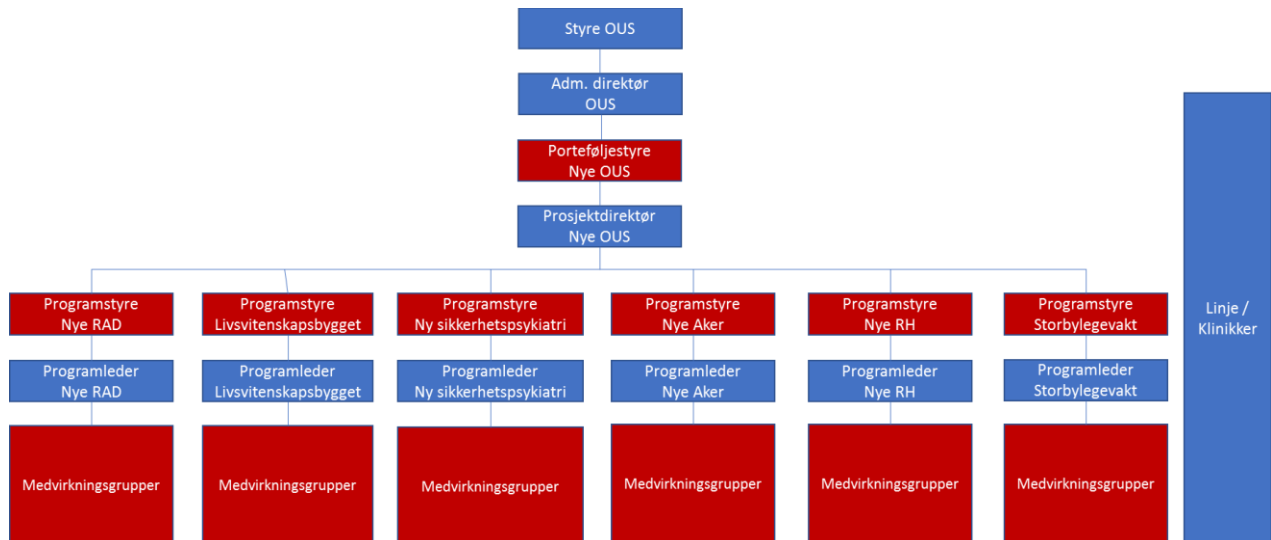 Styre OUS
Adm. direktør
OUS
Porteføljestyre
Nye OUS
Prosjektdirektør
Nye OUS
Programstyre
Nye RAD
Programstyre
Livsvitenskapsbygget
Programstyre
Ny sikkerhetspsykiatri
Programstyre
Nye Aker
Programstyre
Nye RH
Programstyre
Storbylegevakt
Linje /
Klinikker
Programleder
Nye RAD
Programleder
Livsvitenskapsbygget
Programleder
Ny sikkerhetspsykiatri
Programleder
Nye Aker
Programleder
Nye RH
Programleder
Storbylegevakt
Medvirkningsgrupper
Medvirkningsgrupper
Medvirkningsgrupper
Medvirkningsgrupper
Medvirkningsgrupper
Medvirkningsgrupper